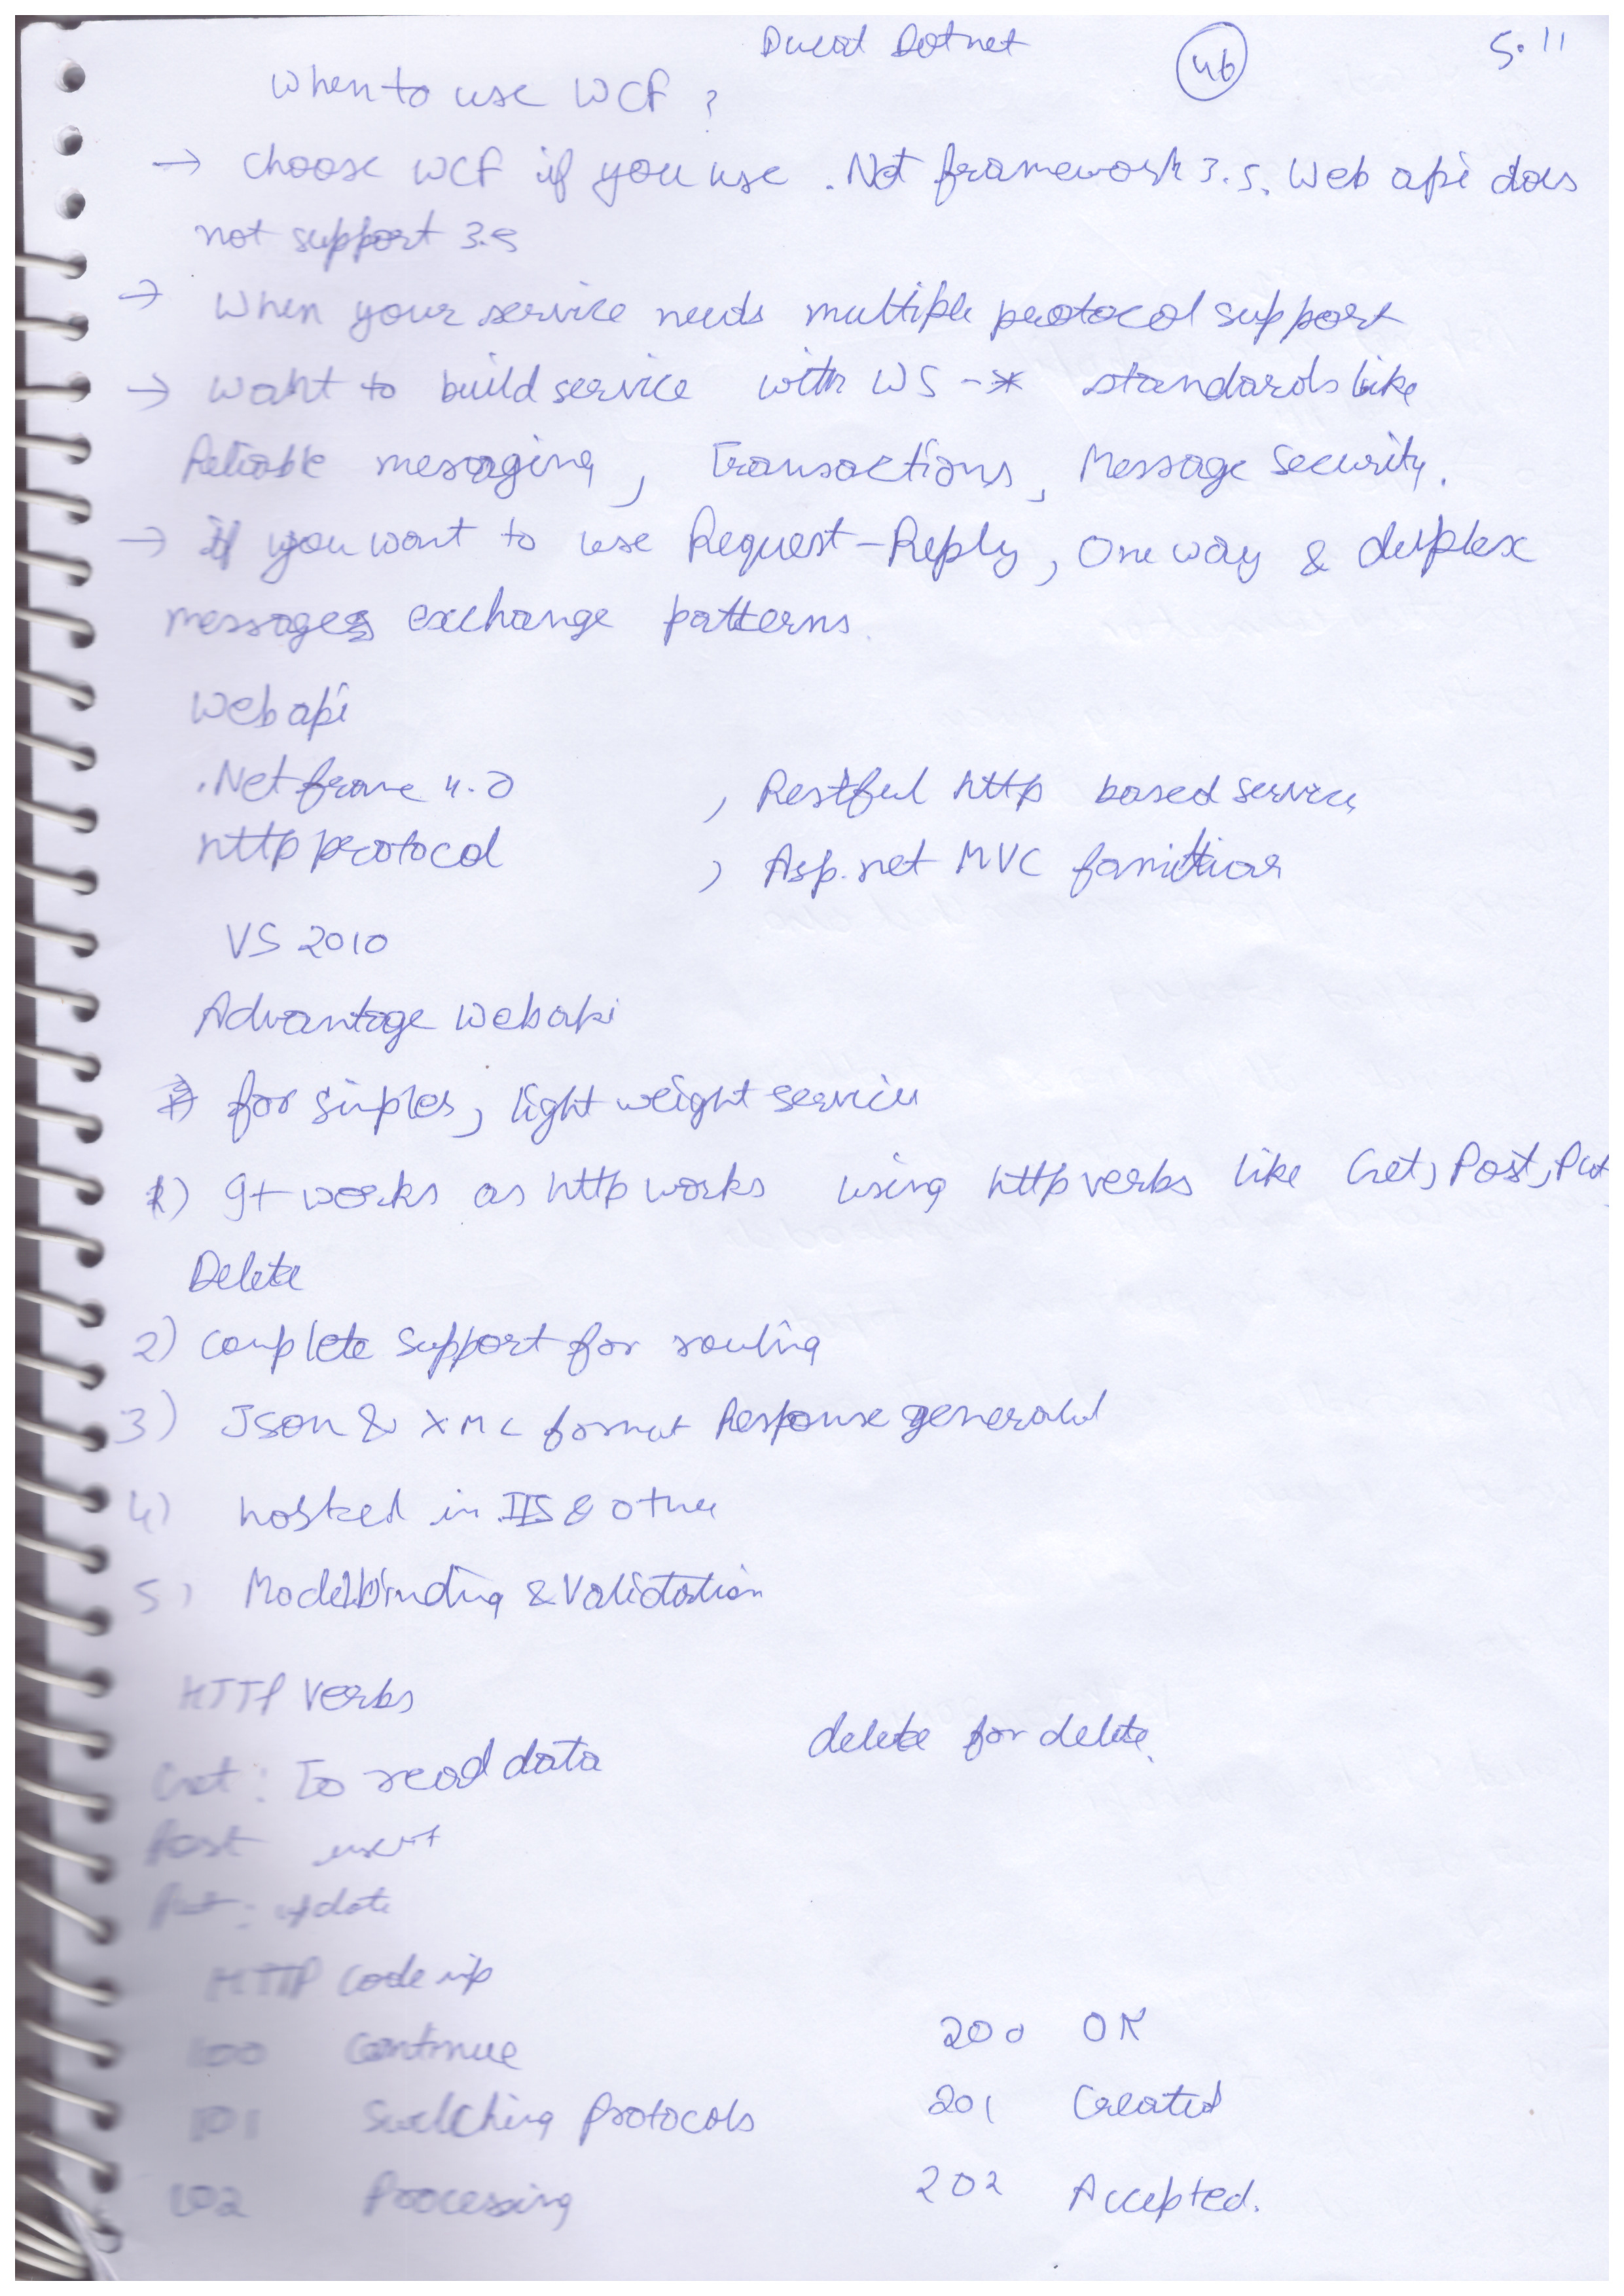 Ducat Dotnet 46 5.11
When to use WCF ?
→ choose WCF if you use .Net framework 3.5. Web api does
not support 3.5
→ When your service needs multiple protocol support
→ want to build service with WS-* standards like
Reliable messaging, Transactions, Message Security.
→ if you want to use Request-Reply, One way & duplex
messages exchange patterns.
Web api
.Net frame 4.0 , Restful http based services
http protocol , Asp.net MVC familiar
VS 2010
Advantage Web api
for simples, light weight service
1) It works as http works using http verbs like Get, Post, Put,
Delete
2) complete support for routing
3) Json & XML format Response generated
4) hosted in IIS & other
5) Model binding & Validation
HTTP Verbs
Get : To read data delete for delete.
Post insert
Put : update
HTTP Code
100 Continue 200 OK
101 Switching Protocols 201 Created
102 Processing 202 Accepted.